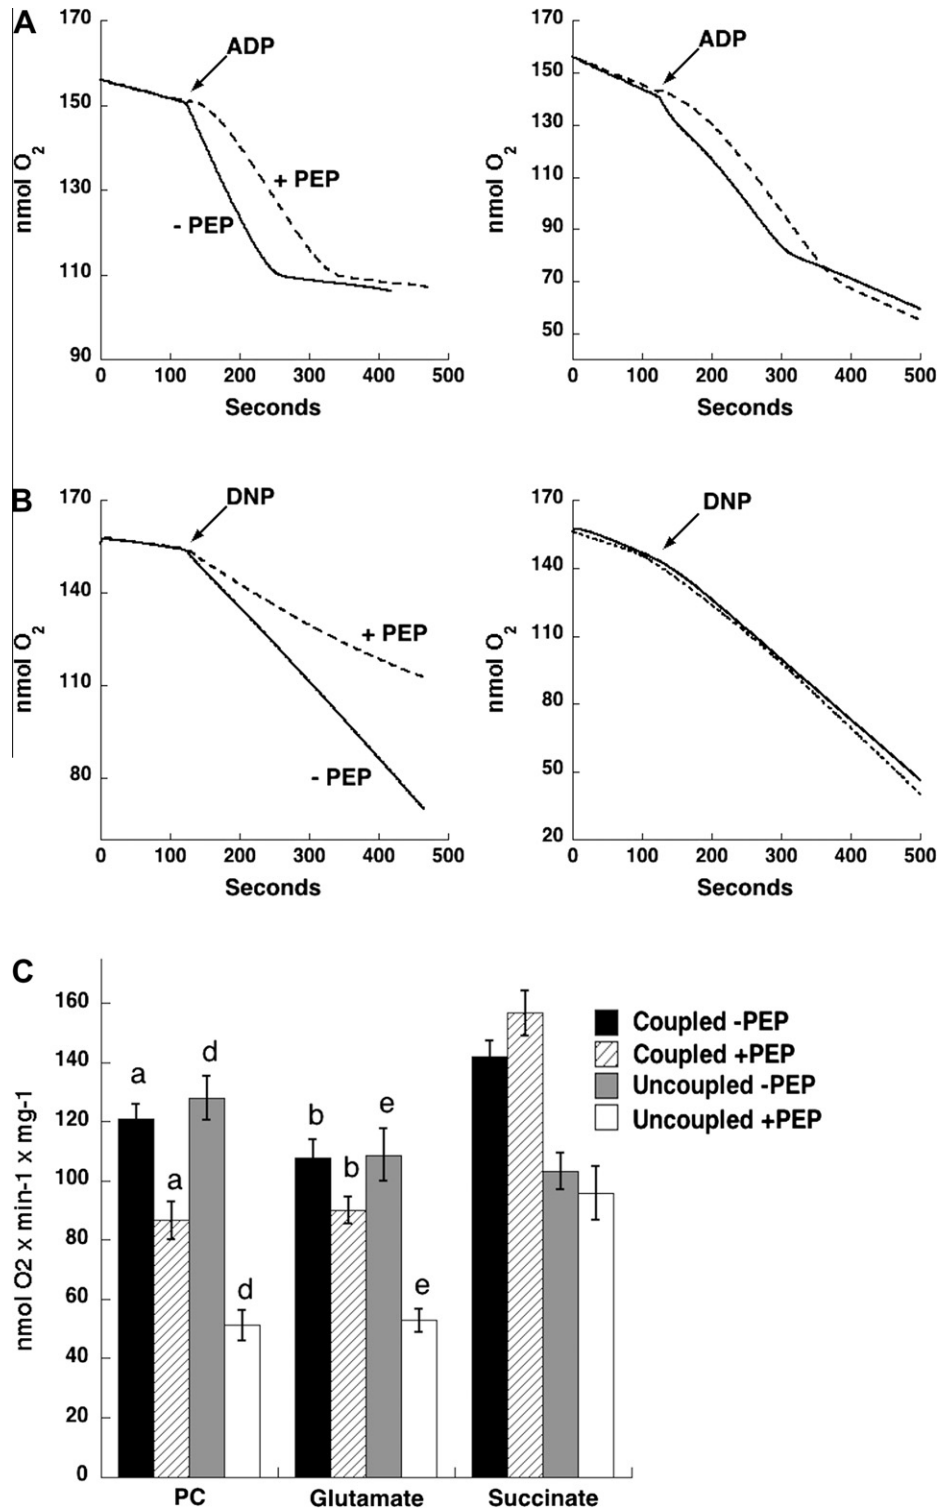 A
170
150
130
110
90
nmol O2
ADP
+ PEP
- PEP
0 100 200 300 400 500
Seconds
170
150
130
110
90
70
50
nmol O2
ADP
0 100 200 300 400 500
Seconds
B
170
140
110
80
nmol O2
DNP
+ PEP
- PEP
0 100 200 300 400 500
Seconds
170
140
110
80
50
20
nmol O2
DNP
0 100 200 300 400 500
Seconds
C
160
140
120
100
80
60
40
20
0
nmol O2 x min-1 x mg-1
a
a
d
d
b
b
e
e
Coupled -PEP
Coupled +PEP
Uncoupled -PEP
Uncoupled +PEP
PC Glutamate Succinate